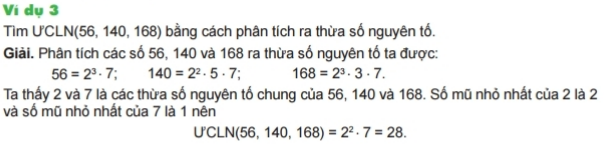 Ví dụ 3
Tìm ƯCLN(56, 140, 168) bằng cách phân tích ra thừa số nguyên tố.
Giải. Phân tích các số 56, 140 và 168 ra thừa số nguyên tố ta được:
56 = 2³ · 7; 140 = 2² · 5 · 7; 168 = 2³ · 3 · 7.
Ta thấy 2 và 7 là các thừa số nguyên tố chung của 56, 140 và 168. Số mũ nhỏ nhất của 2 là 2
và số mũ nhỏ nhất của 7 là 1 nên
ƯCLN(56, 140, 168) = 2² · 7 = 28.